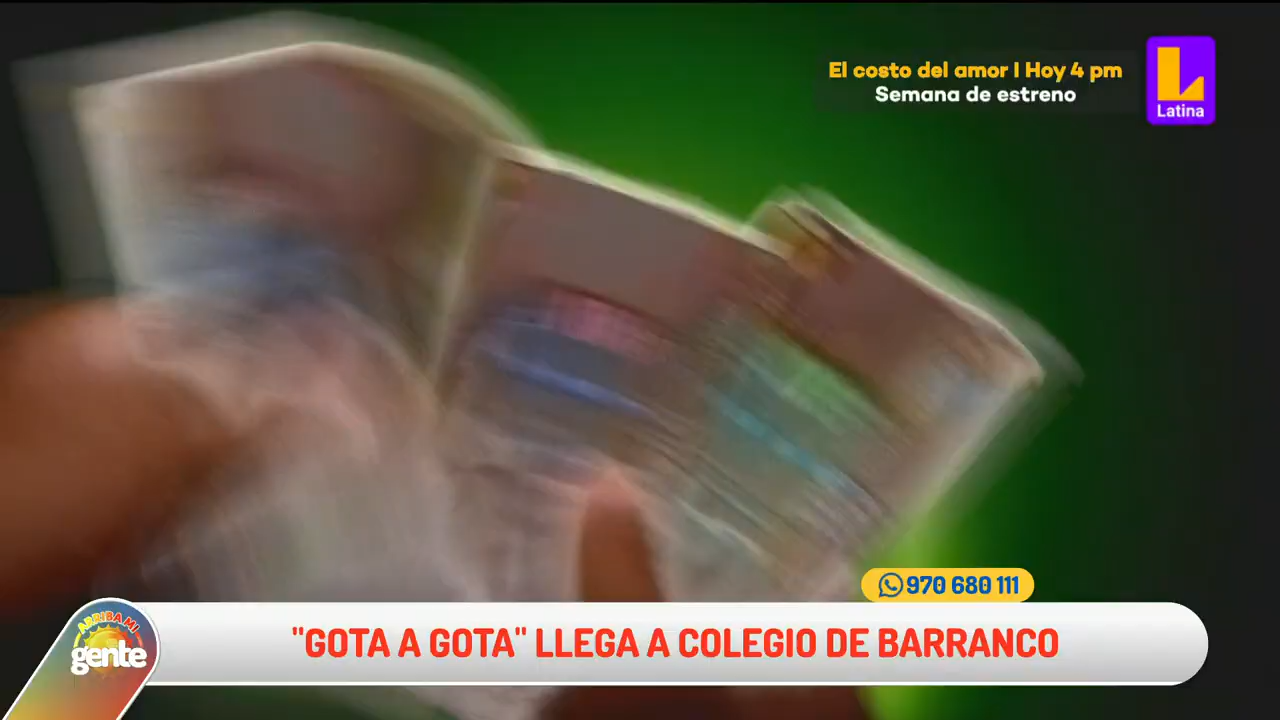 El costo del amor | Hoy 4 pm
Semana de estreno
Latina
970 680 111
ARRIBA MI
gente
"GOTA A GOTA" LLEGA A COLEGIO DE BARRANCO